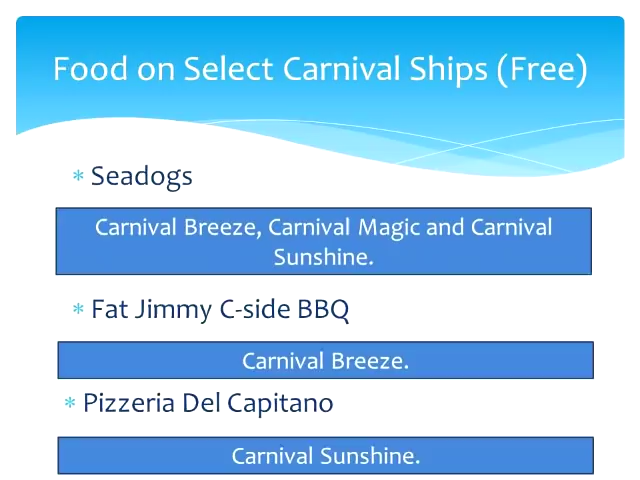 Food on Select Carnival Ships (Free)
* Seadogs
Carnival Breeze, Carnival Magic and Carnival
Sunshine.
* Fat Jimmy C-side BBQ
Carnival Breeze.
* Pizzeria Del Capitano
Carnival Sunshine.